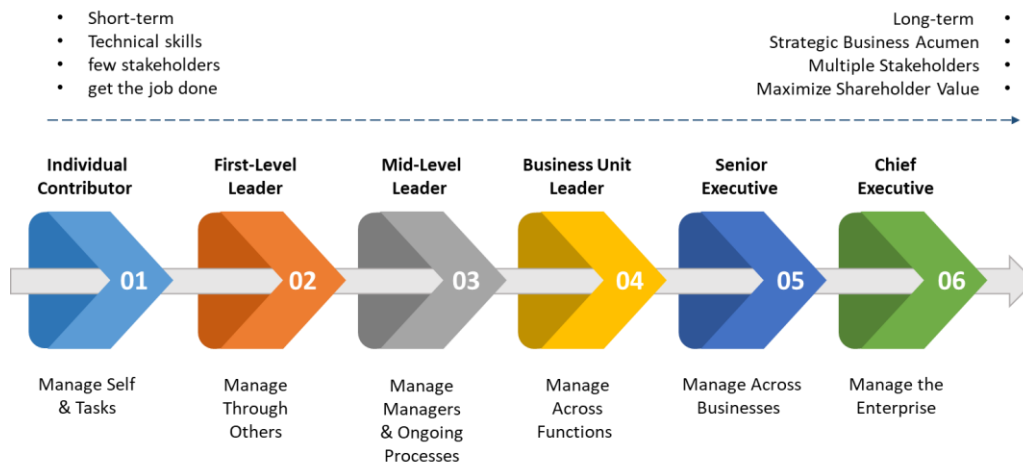 • Short-term
• Technical skills
• few stakeholders
• get the job done
Long-term •
Strategic Business Acumen •
Multiple Stakeholders •
Maximize Shareholder Value •
Individual
Contributor
First-Level
Leader
Mid-Level
Leader
Business Unit
Leader
Senior
Executive
Chief
Executive
01
02
03
04
05
06
Manage Self
& Tasks
Manage
Through
Others
Manage
Managers
& Ongoing
Processes
Manage
Across
Functions
Manage Across
Businesses
Manage the
Enterprise